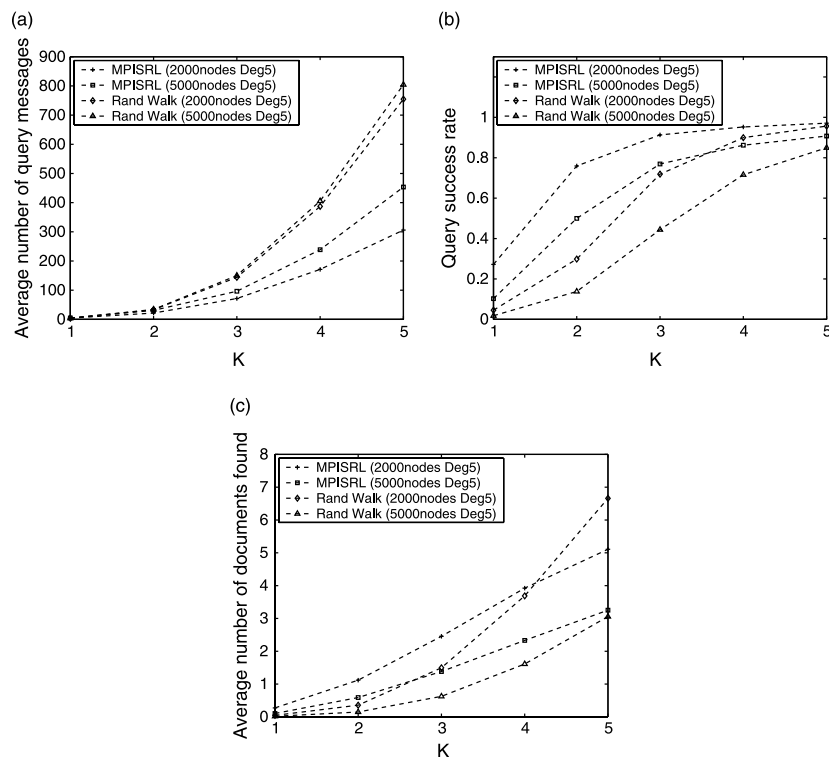 (a)
900
800
700
600
500
400
300
200
100
0
MPISRL (2000nodes Deg5)
MPISRL (5000nodes Deg5)
Rand Walk (2000nodes Deg5)
Rand Walk (5000nodes Deg5)
Average number of query messages
1 2 3 4 5
K
(b)
1
0.8
0.6
0.4
0.2
0
MPISRL (2000nodes Deg5)
MPISRL (5000nodes Deg5)
Rand Walk (2000nodes Deg5)
Rand Walk (5000nodes Deg5)
Query success rate
1 2 3 4 5
K
(c)
8
7
6
5
4
3
2
1
0
MPISRL (2000nodes Deg5)
MPISRL (5000nodes Deg5)
Rand Walk (2000nodes Deg5)
Rand Walk (5000nodes Deg5)
Average number of documents found
1 2 3 4 5
K